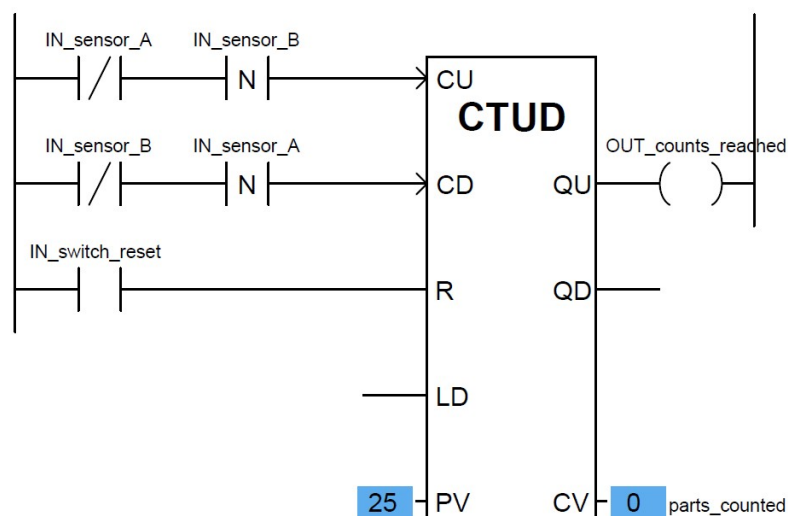 IN_sensor_A IN_sensor_B
N CU
CTUD
IN_sensor_B IN_sensor_A OUT_counts_reached
N CD QU
IN_switch_reset
R QD
LD
25 PV CV 0 parts_counted